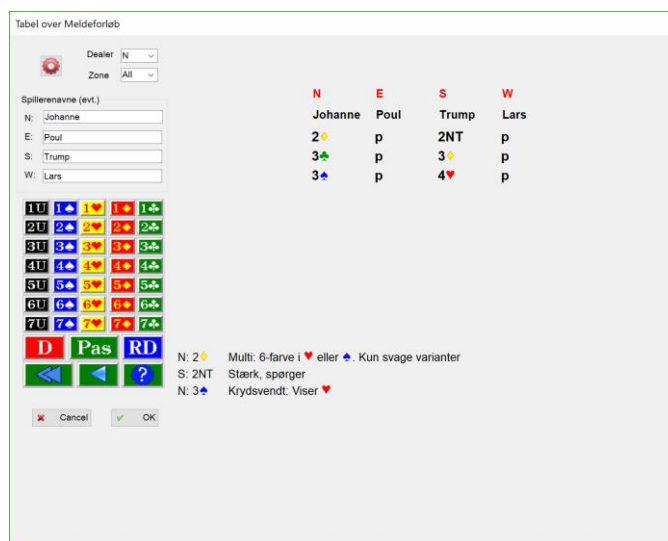 Tabel over Meldeforløb
Dealer N
Zone All
Spillerenavne (evt.)
N: Johanne
E: Poul
S: Trump
W: Lars
N E S W
Johanne Poul Trump Lars
2♦ p 2NT p
3♣ p 3♦ p
3♠ p 4♥ p
1U 1♠ 1♥ 1♦ 1♣
2U 2♠ 2♥ 2♦ 2♣
3U 3♠ 3♥ 3♦ 3♣
4U 4♠ 4♥ 4♦ 4♣
5U 5♠ 5♥ 5♦ 5♣
6U 6♠ 6♥ 6♦ 6♣
7U 7♠ 7♥ 7♦ 7♣
D Pas RD
?
N: 2♦ Multi: 6-farve i ♥ eller ♠. Kun svage varianter
S: 2NT Stærk, spørger
N: 3♠ Krydsvendt: Viser ♥
Cancel OK